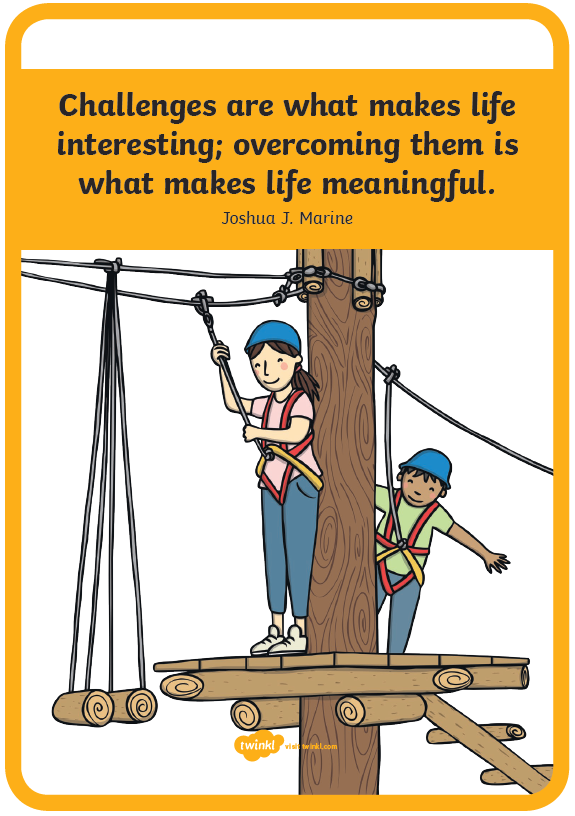 Challenges are what makes life
interesting; overcoming them is
what makes life meaningful.
Joshua J. Marine
twinkl visit twinkl.com